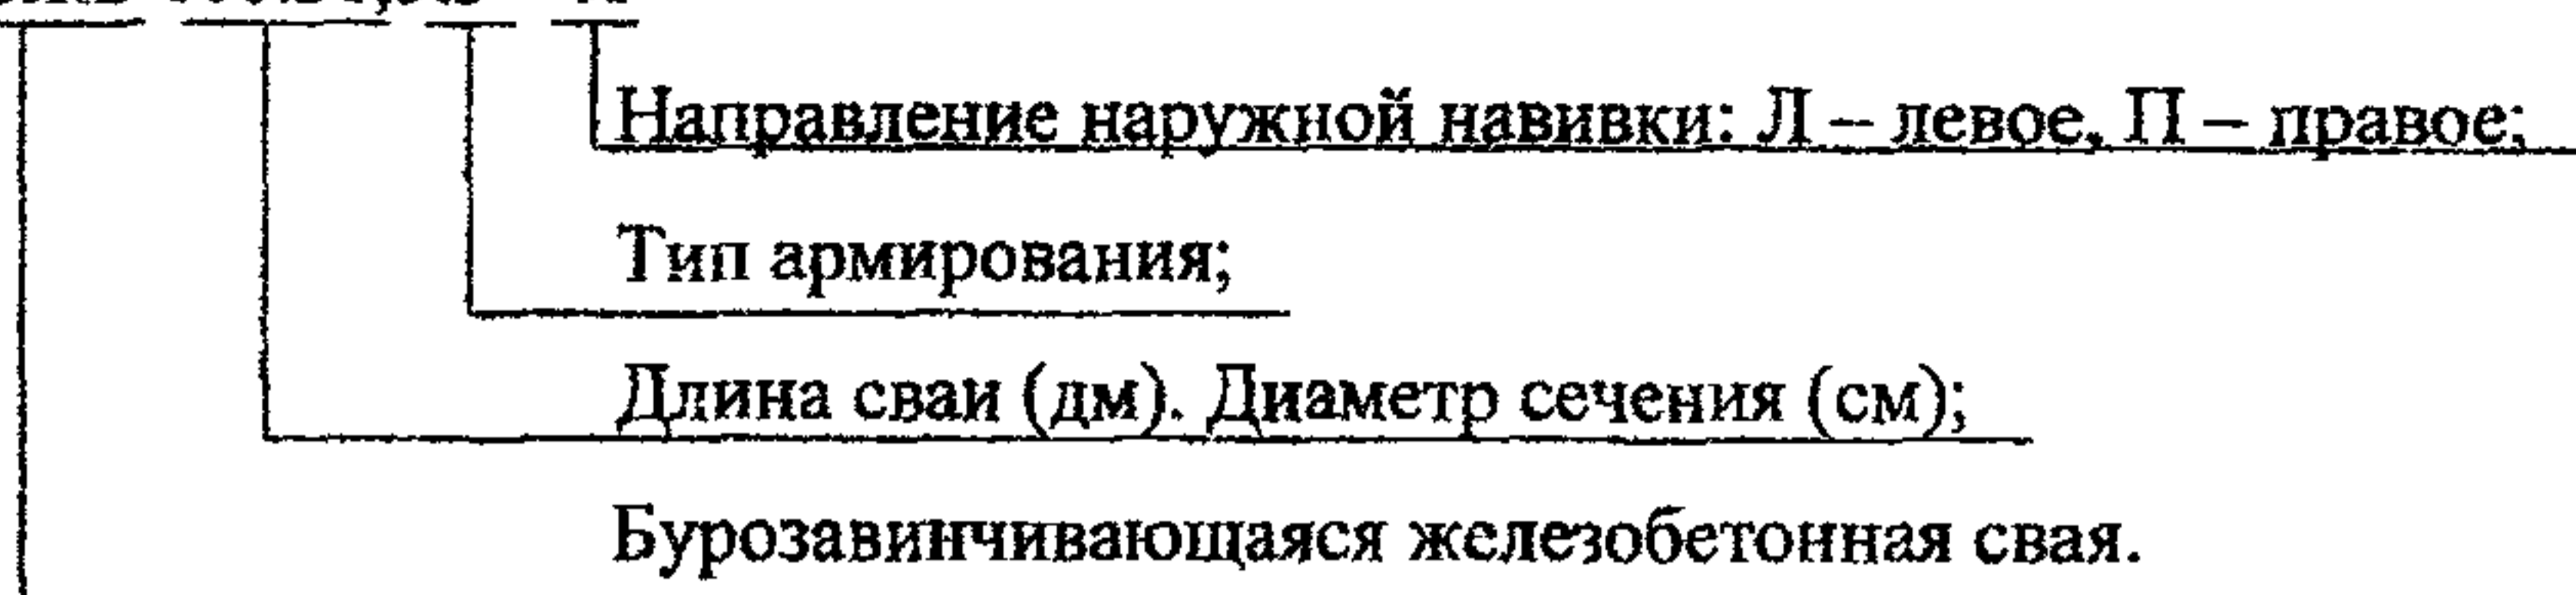 Направление наружной навивки: Л – левое, П – правое;
Тип армирования;
Длина сваи (дм). Диаметр сечения (см);
Бурозавинчивающаяся железобетонная свая.